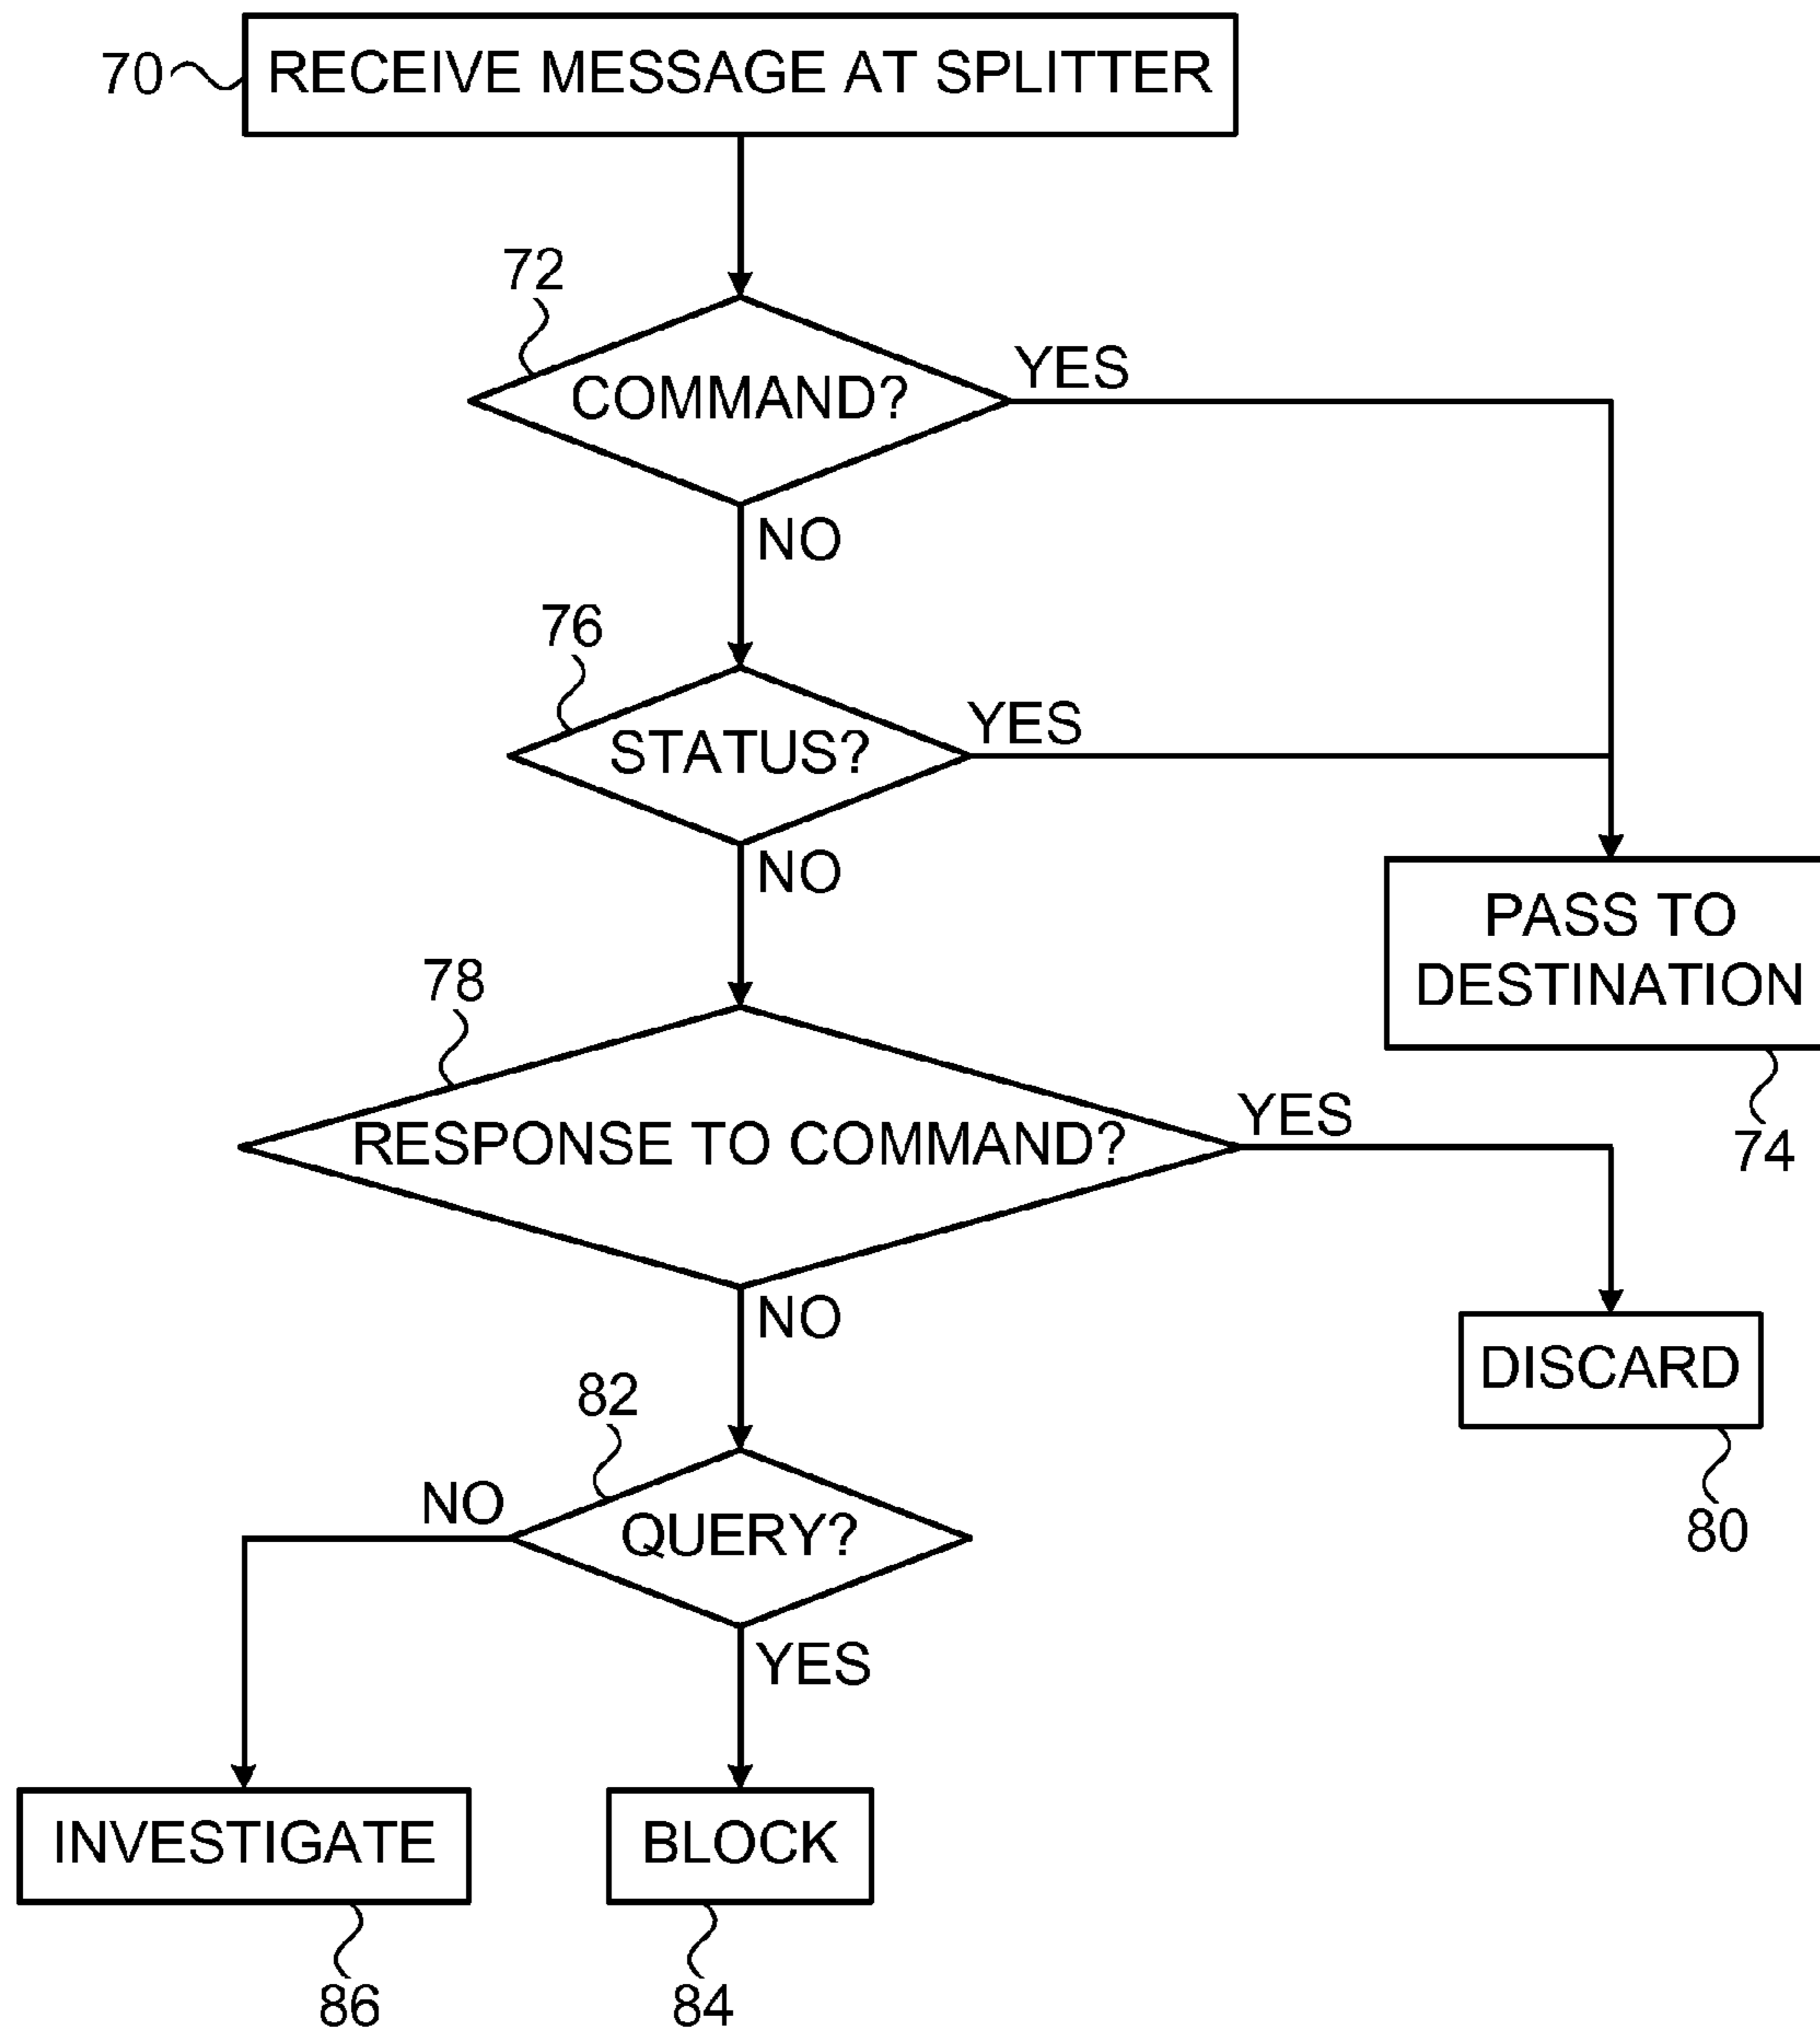 70
RECEIVE MESSAGE AT SPLITTER
72
COMMAND?
YES
NO
76
STATUS?
YES
NO
PASS TO
DESTINATION
74
78
RESPONSE TO COMMAND?
YES
NO
DISCARD
80
82
QUERY?
NO
YES
INVESTIGATE
BLOCK
86
84